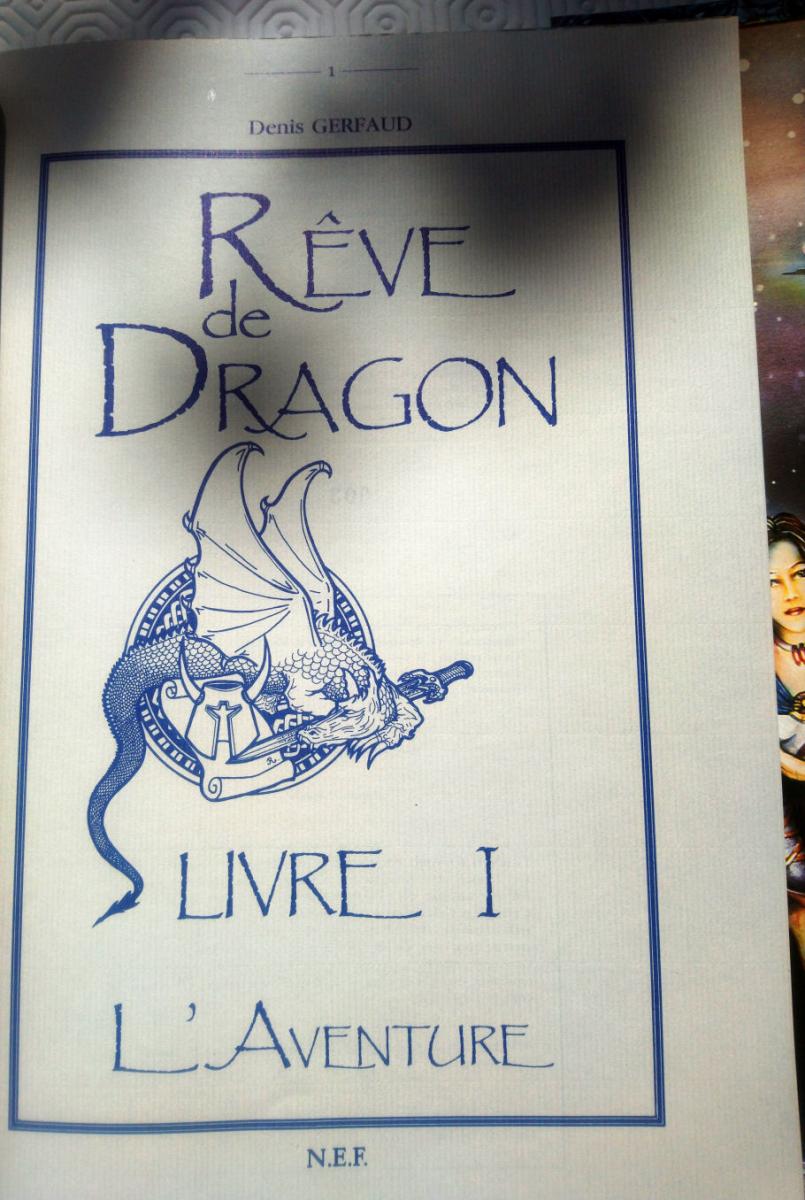 1
Denis GERFAUD
RÊVE
de
DRAGON
LIVRE I
L'AVENTURE
N.E.F.